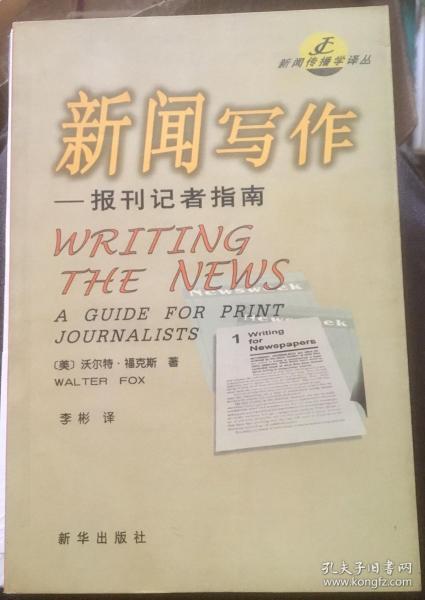 JC
新闻传播学译丛
新闻写作
—报刊记者指南
WRITING
THE NEWS
A GUIDE FOR PRINT
JOURNALISTS
〔美〕沃尔特·福克斯 著
WALTER FOX
李彬 译
Newsweek
1 Writing
for
Newspapers
新华出版社
孔夫子旧书网
www.kongfz.com